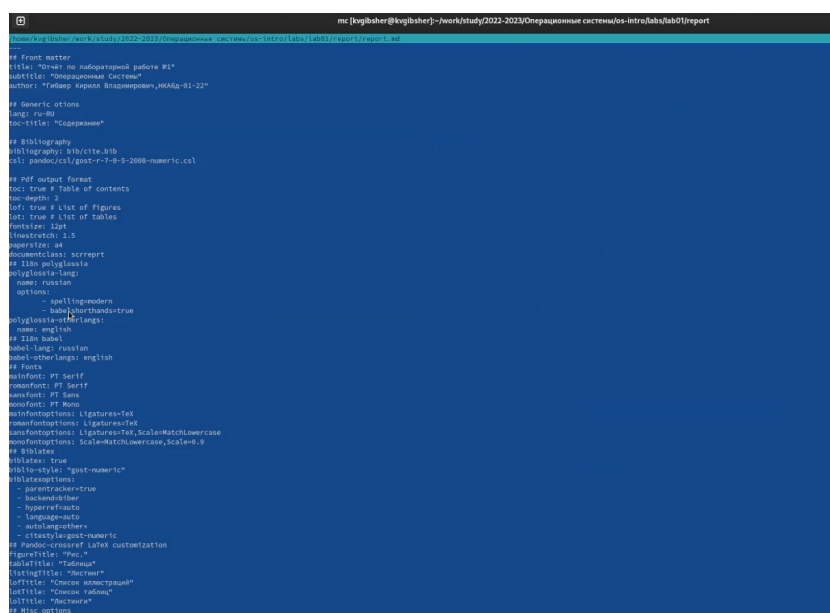 mc [kvgibsher@kvgibsher]:~/work/study/2022-2023/Операционные системы/os-intro/labs/lab01/report
/home/kvgibsher/work/study/2022-2023/Операционные системы/os-intro/labs/lab01/report/report.md
---
## Front matter
title: "Отчёт по лабораторной работе №1"
subtitle: "Операционные Системы"
author: "Гибшер Кирилл Владимирович,НКАбд-01-22"
## Generic otions
lang: ru-RU
toc-title: "Содержание"
## Bibliography
bibliography: bib/cite.bib
csl: pandoc/csl/gost-r-7-0-5-2008-numeric.csl
## Pdf output format
toc: true # Table of contents
toc-depth: 2
lof: true # List of figures
lot: true # List of tables
fontsize: 12pt
linestretch: 1.5
papersize: a4
documentclass: scrreprt
## I18n polyglossia
polyglossia-lang:
name: russian
options:
- spelling=modern
- babelshorthands=true
polyglossia-otherlangs:
name: english
## I18n babel
babel-lang: russian
babel-otherlangs: english
## Fonts
mainfont: PT Serif
romanfont: PT Serif
sansfont: PT Sans
monofont: PT Mono
mainfontoptions: Ligatures=TeX
romanfontoptions: Ligatures=TeX
sansfontoptions: Ligatures=TeX,Scale=MatchLowercase
monofontoptions: Scale=MatchLowercase,Scale=0.9
## Biblatex
biblatex: true
biblio-style: "gost-numeric"
biblatexoptions:
- parentracker=true
- backend=biber
- hyperref=auto
- language=auto
- autolang=other*
- citestyle=gost-numeric
## Pandoc-crossref LaTeX customization
figureTitle: "Рис."
tableTitle: "Таблица"
listingTitle: "Листинг"
lofTitle: "Список иллюстраций"
lotTitle: "Список таблиц"
lolTitle: "Листинги"
## Misc options